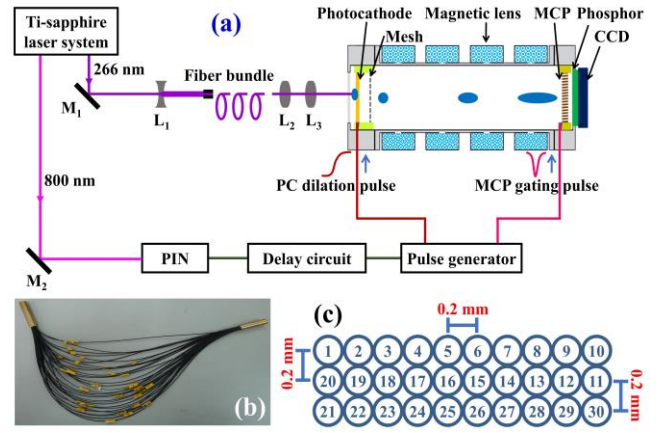 Ti-sapphire
laser system
(a)
Photocathode
Mesh
Magnetic lens
MCP
Phosphor
CCD
266 nm
Fiber bundle
M1
L1
L2
L3
800 nm
PC dilation pulse
MCP gating pulse
M2
PIN
Delay circuit
Pulse generator
(b)
(c)
0.2 mm
0.2 mm
0.2 mm
1 2 3 4 5 6 7 8 9 10
20 19 18 17 16 15 14 13 12 11
21 22 23 24 25 26 27 28 29 30